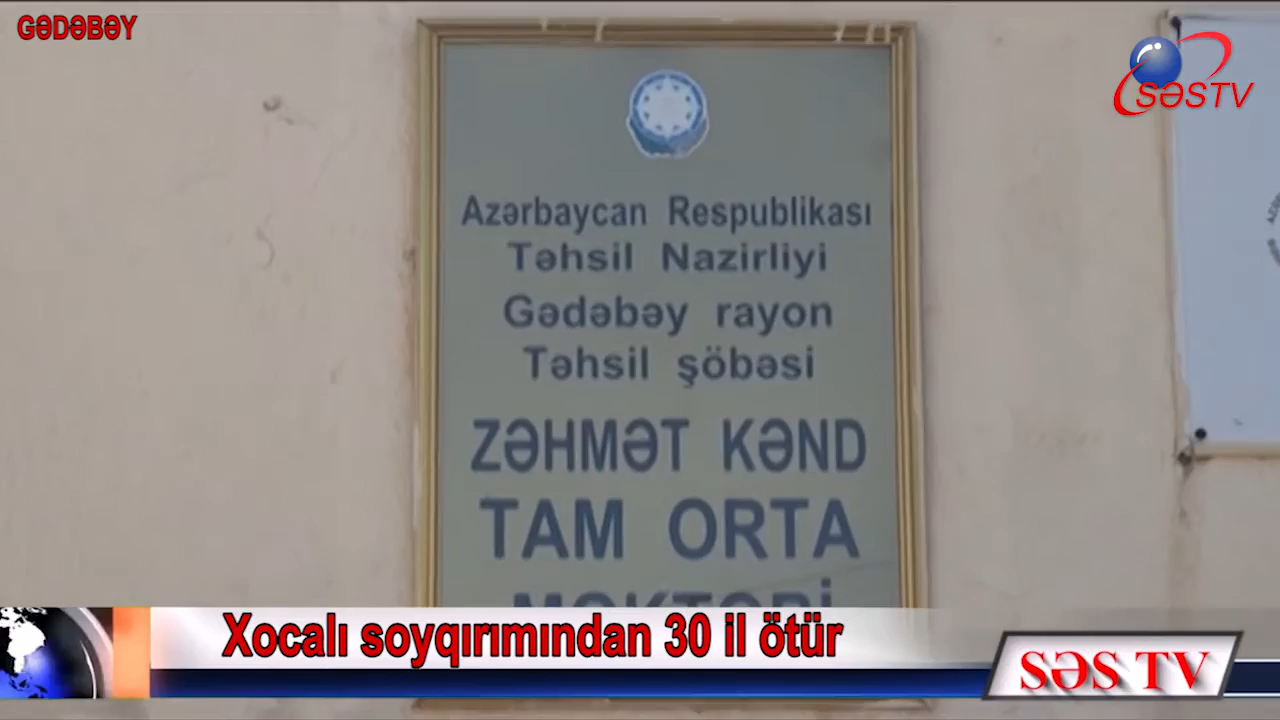 GƏDƏBƏY
SƏSTV
Azərbaycan Respublikası
Təhsil Nazirliyi
Gədəbəy rayon
Təhsil şöbəsi
ZƏHMƏT KƏND
TAM ORTA
MƏKTƏBİ
Xocalı soyqırımından 30 il ötür
SƏS TV